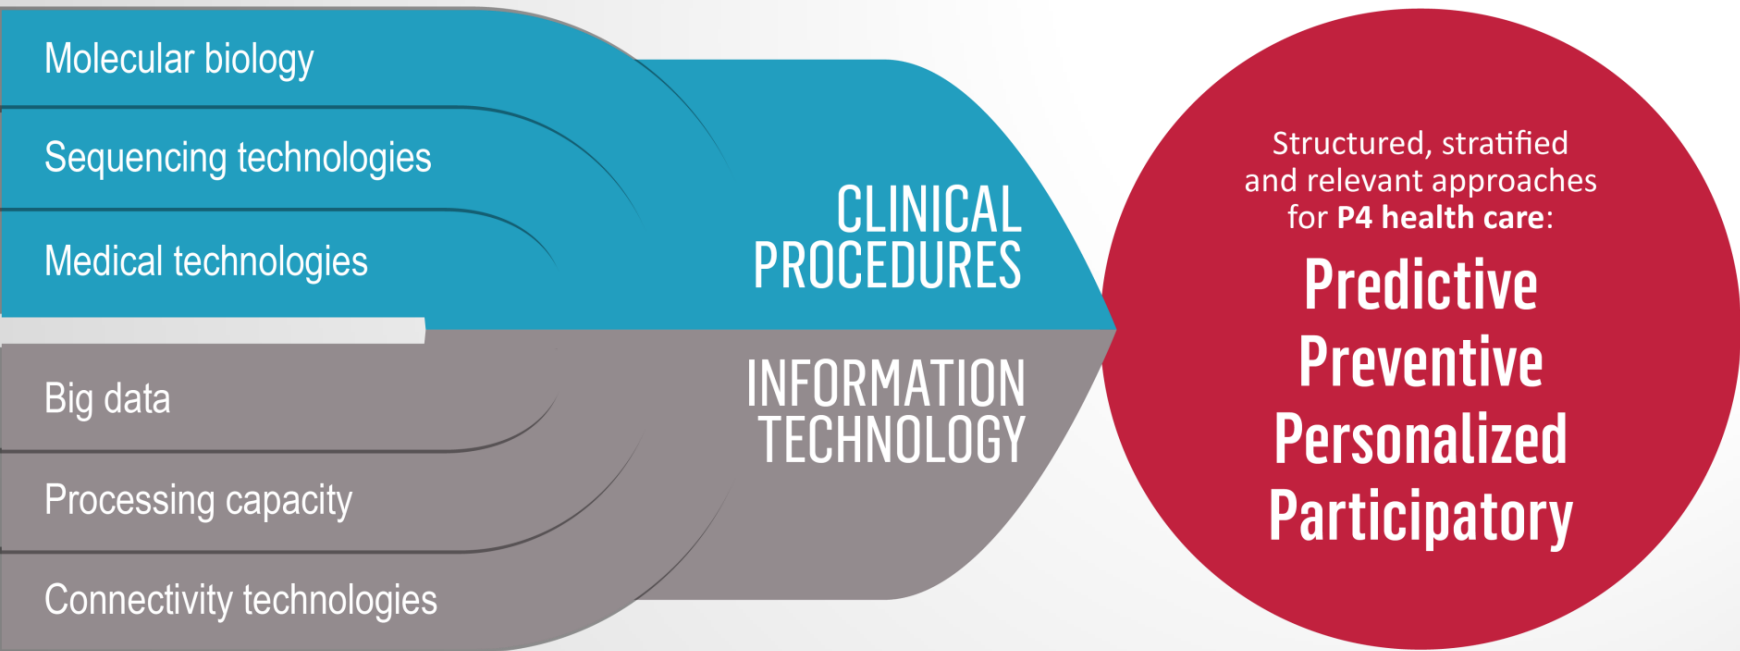 Molecular biology
Sequencing technologies
Medical technologies
Big data
Processing capacity
Connectivity technologies
CLINICAL
PROCEDURES
INFORMATION
TECHNOLOGY
Structured, stratified
and relevant approaches
for P4 health care:
Predictive
Preventive
Personalized
Participatory